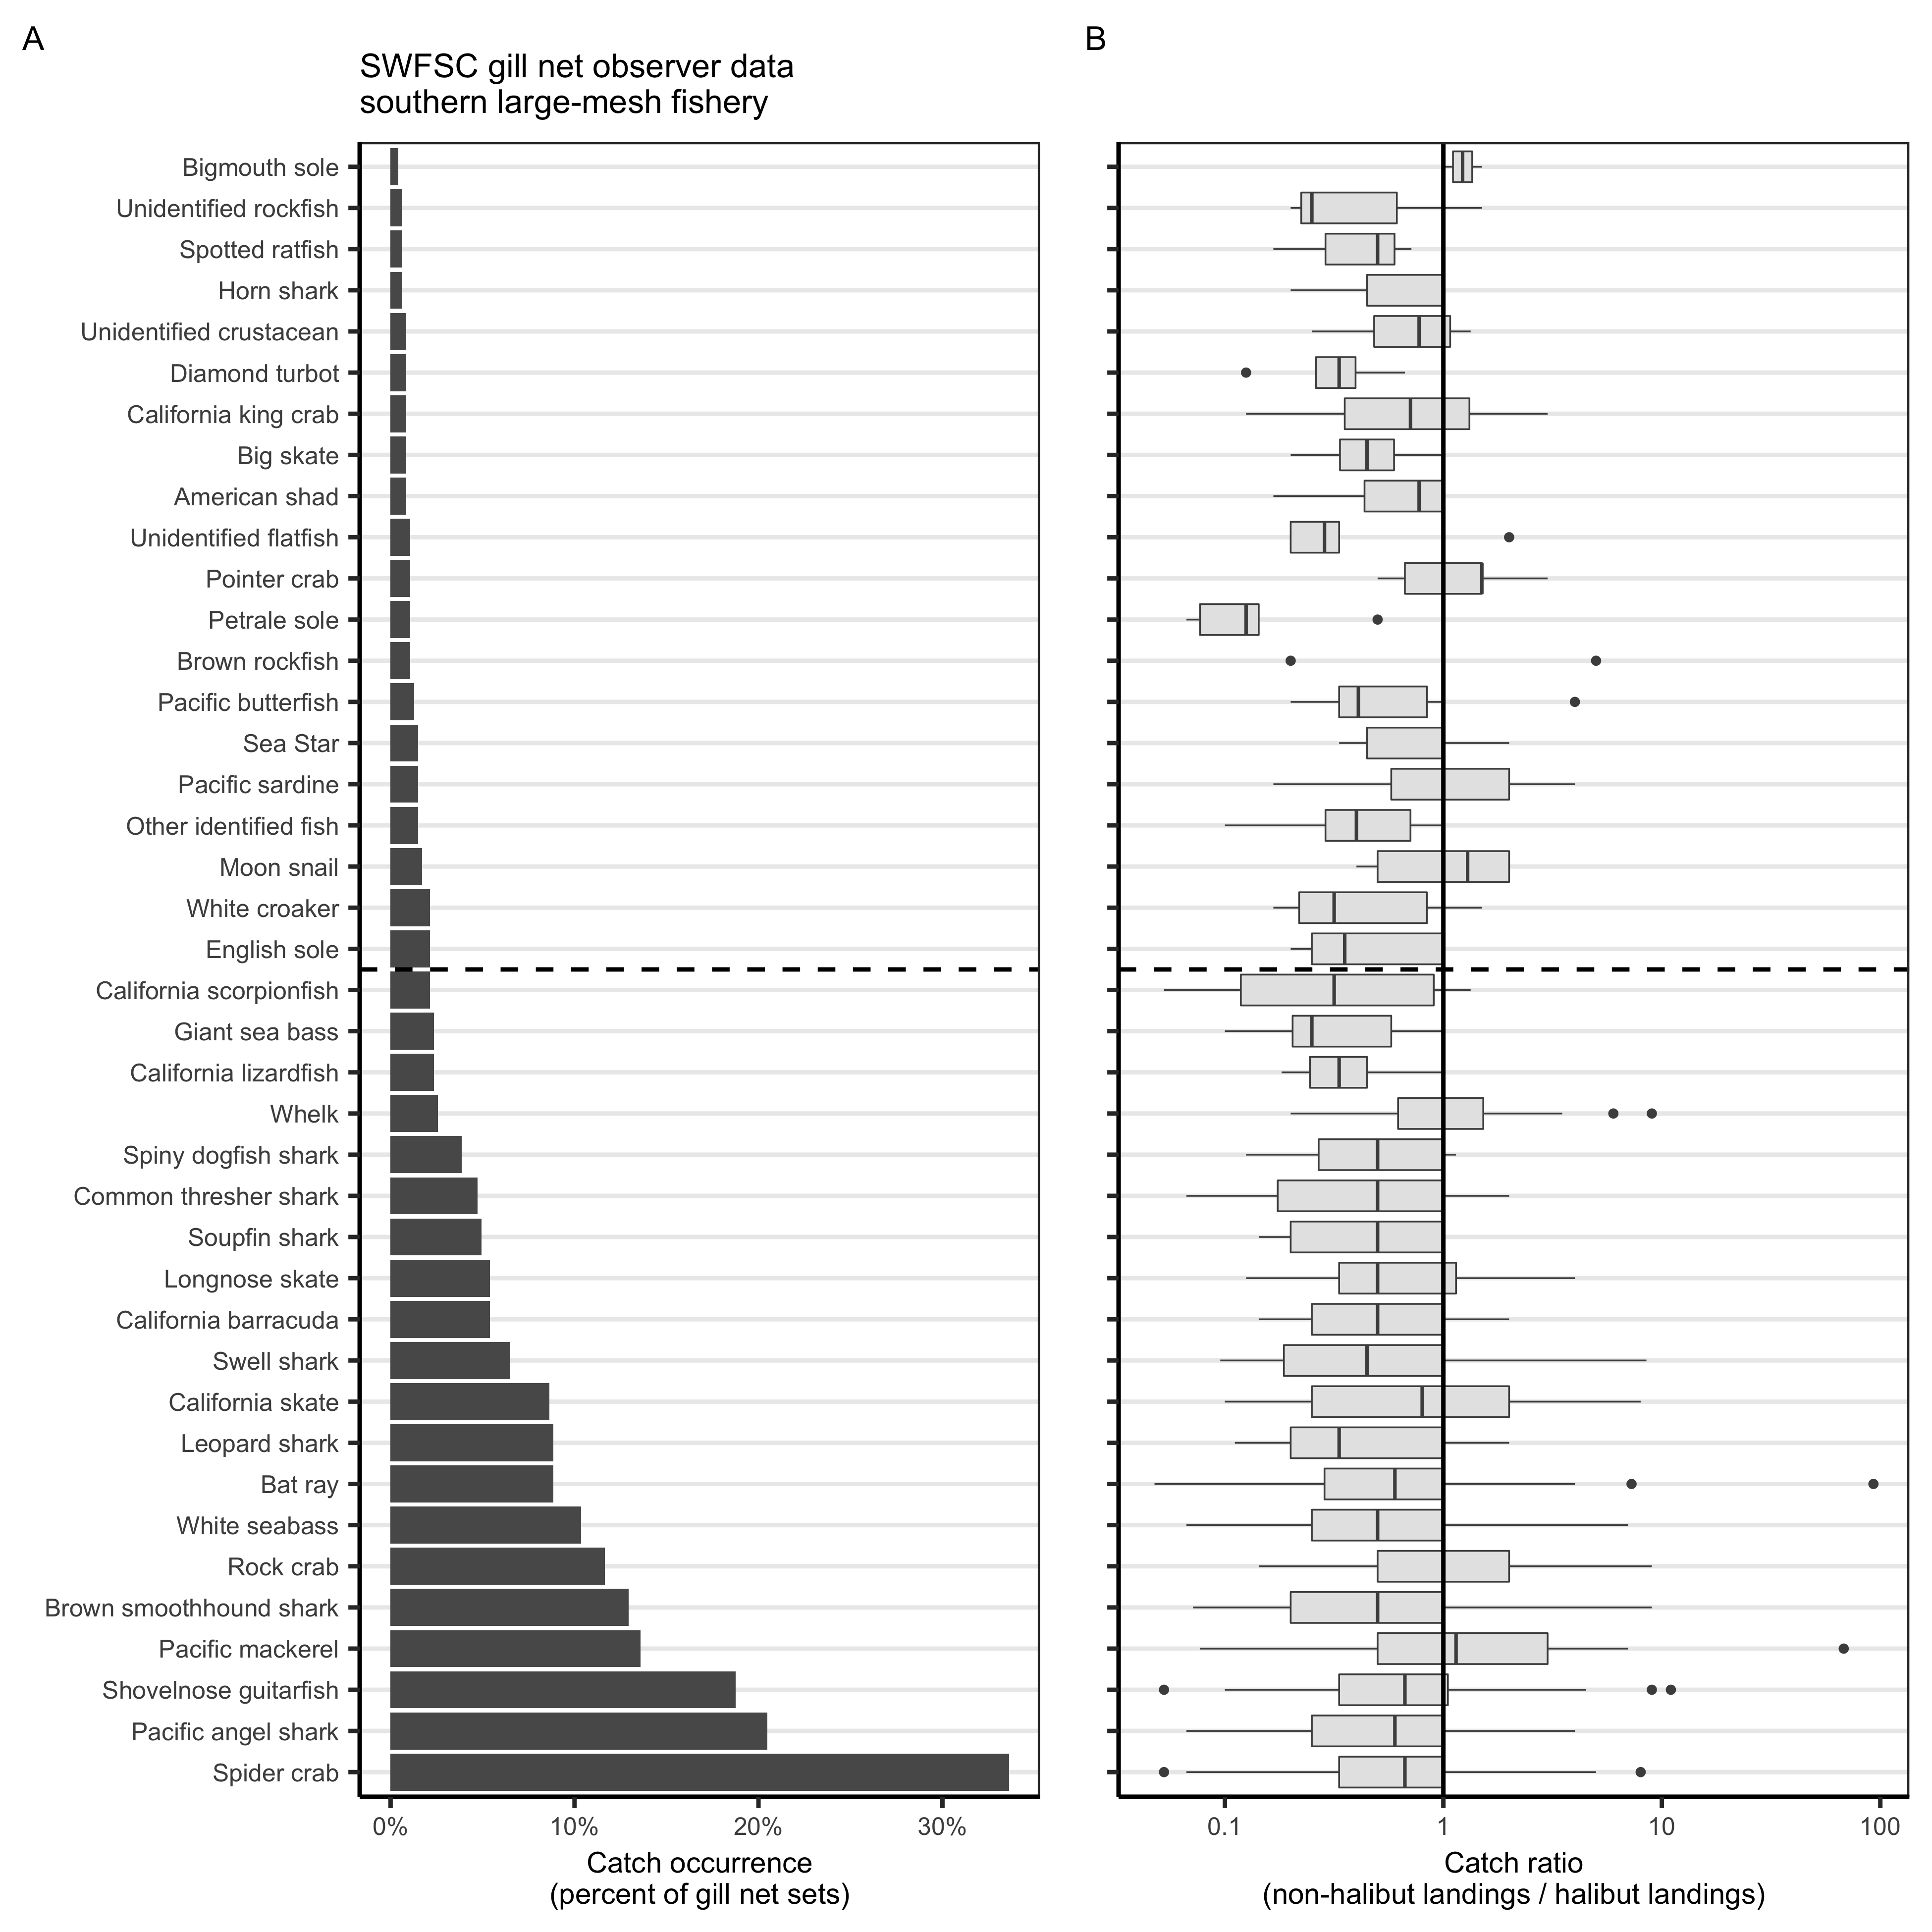 A
SWFSC gill net observer data
southern large-mesh fishery
Bigmouth sole
Unidentified rockfish
Spotted ratfish
Horn shark
Unidentified crustacean
Diamond turbot
California king crab
Big skate
American shad
Unidentified flatfish
Pointer crab
Petrale sole
Brown rockfish
Pacific butterfish
Sea Star
Pacific sardine
Other identified fish
Moon snail
White croaker
English sole
California scorpionfish
Giant sea bass
California lizardfish
Whelk
Spiny dogfish shark
Common thresher shark
Soupfin shark
Longnose skate
California barracuda
Swell shark
California skate
Leopard shark
Bat ray
White seabass
Rock crab
Brown smoothhound shark
Pacific mackerel
Shovelnose guitarfish
Pacific angel shark
Spider crab
0% 10% 20% 30%
Catch occurrence
(percent of gill net sets)
B
0.1 1 10 100
Catch ratio
(non-halibut landings / halibut landings)